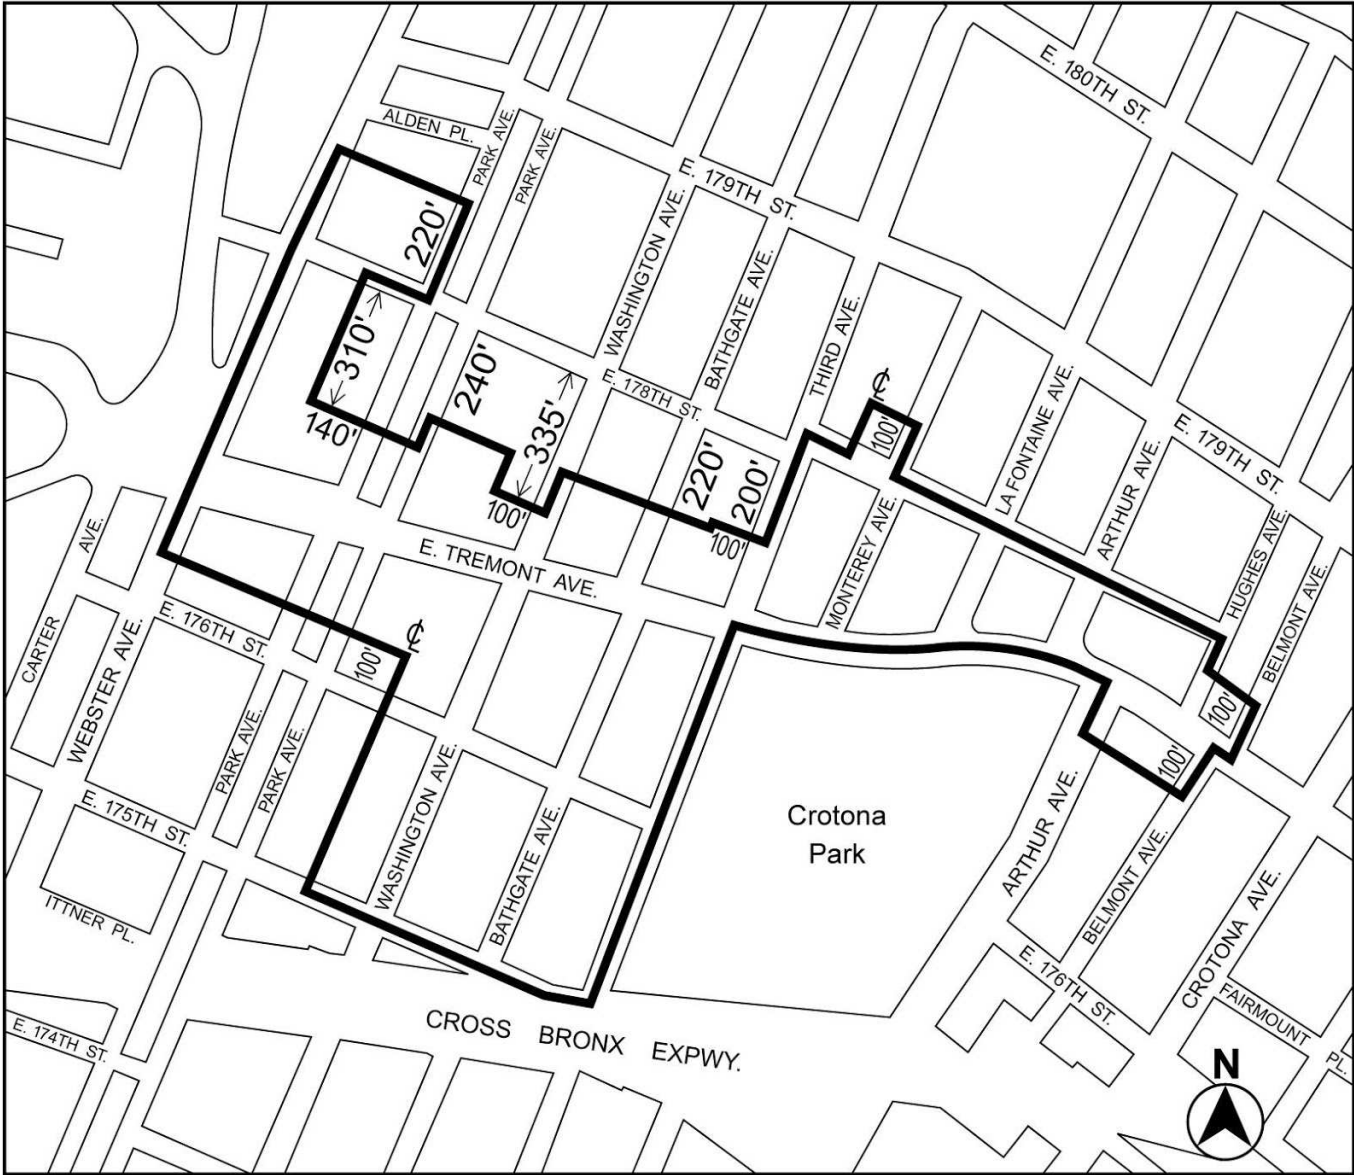 E. 180TH ST.
ALDEN PL.
PARK AVE.
PARK AVE.
E. 179TH ST.
220'
WASHINGTON AVE.
BATHGATE AVE.
THIRD AVE.
310'
240'
E. 178TH ST.
℄
335'
140'
100'
LA FONTAINE AVE.
E. 179TH ST.
ARTHUR AVE.
220'
200'
100'
100'
MONTEREY AVE.
HUGHES AVE.
BELMONT AVE.
AVE.
CARTER
E. TREMONT AVE.
E. 176TH ST.
℄
100'
WEBSTER AVE.
100'
100'
PARK AVE.
PARK AVE.
WASHINGTON AVE.
BATHGATE AVE.
E. 175TH ST.
Crotona
Park
ARTHUR AVE.
BELMONT AVE.
CROTONA AVE.
ITTNER PL.
E. 176TH ST.
FAIRMOUNT PL.
E. 174TH ST.
CROSS BRONX EXPWY.
N